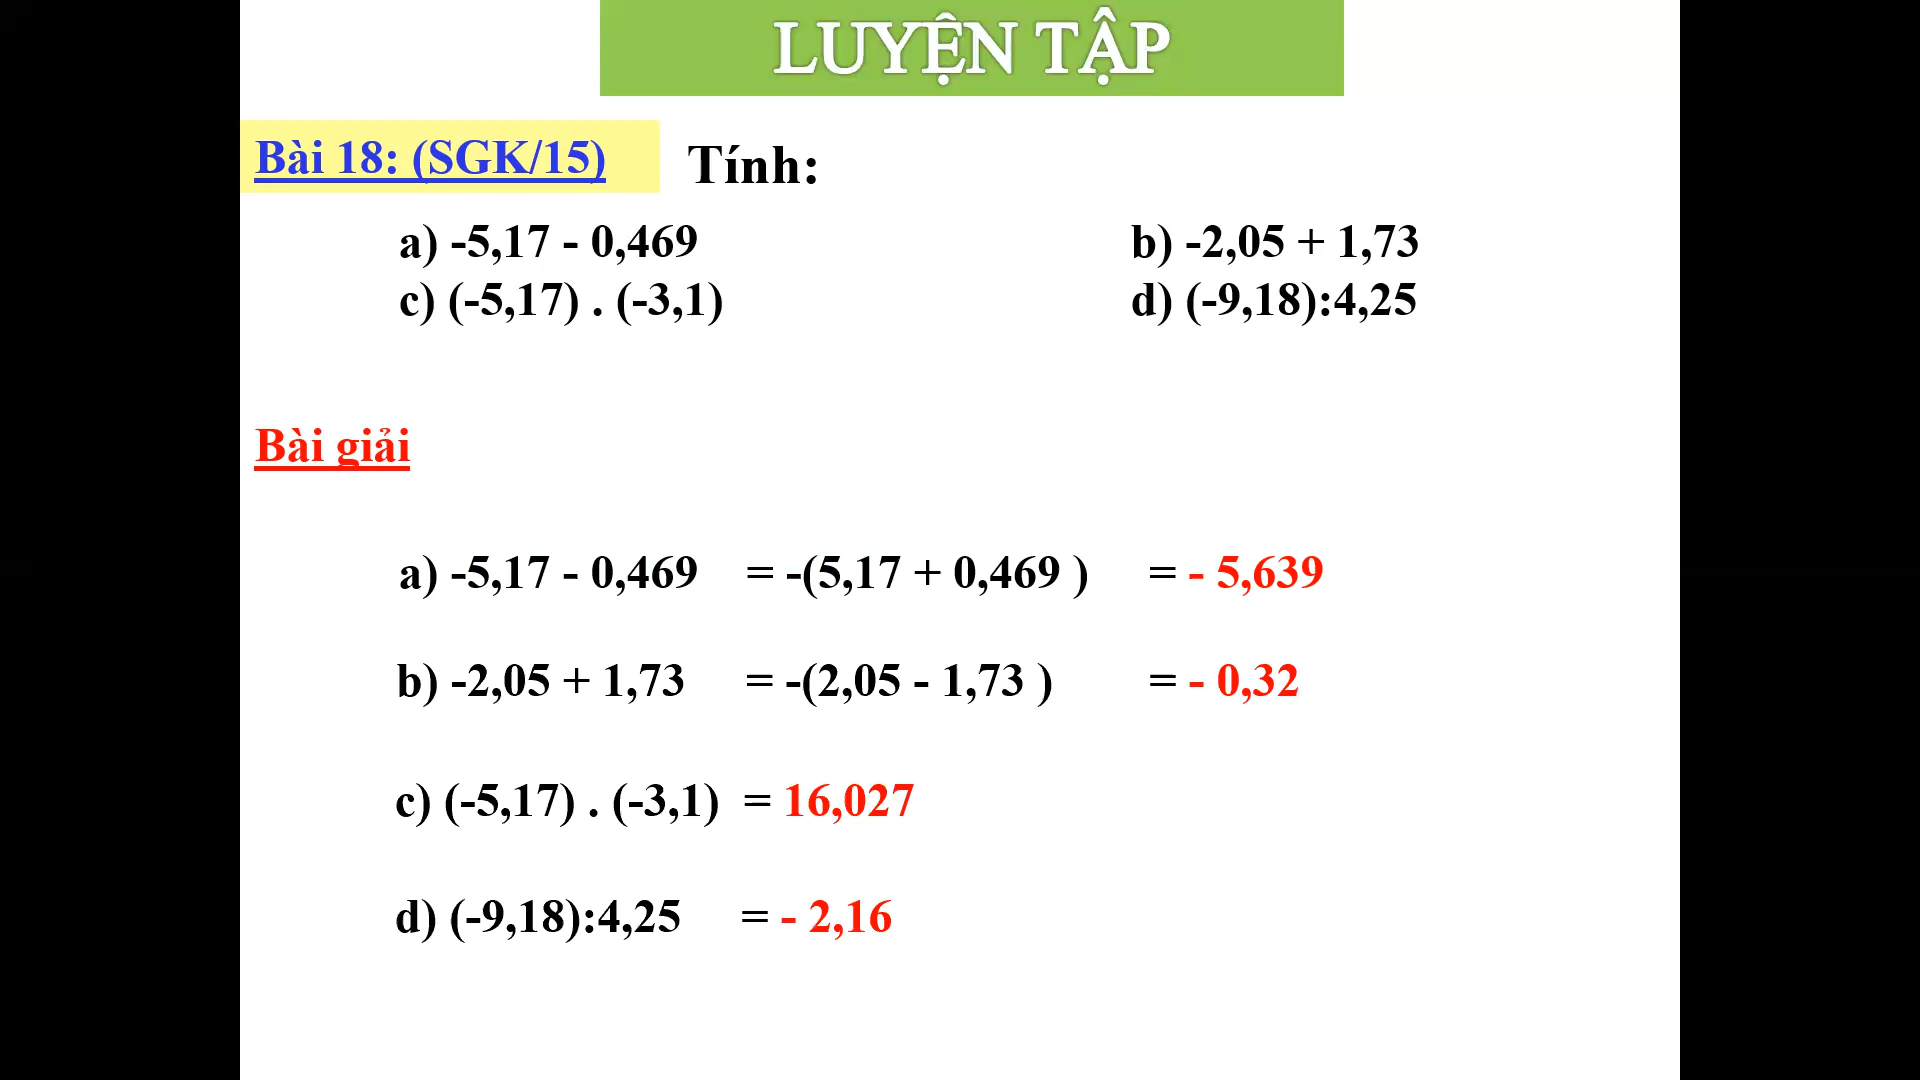 LUYỆN TẬP
Bài 18: (SGK/15) Tính:
a) -5,17 - 0,469 b) -2,05 + 1,73
c) (-5,17) . (-3,1) d) (-9,18):4,25
Bài giải
a) -5,17 - 0,469 = -(5,17 + 0,469 ) = - 5,639
b) -2,05 + 1,73 = -(2,05 - 1,73 ) = - 0,32
c) (-5,17) . (-3,1) = 16,027
d) (-9,18):4,25 = - 2,16